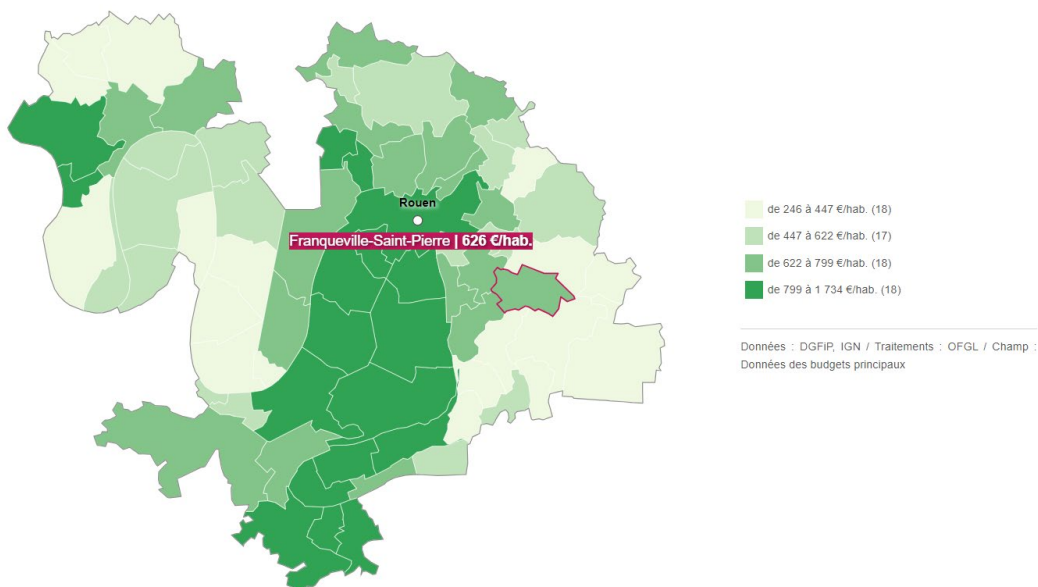 Rouen
Franqueville-Saint-Pierre | 626 €/hab.
de 246 à 447 €/hab. (18)
de 447 à 622 €/hab. (17)
de 622 à 799 €/hab. (18)
de 799 à 1 734 €/hab. (18)
Données : DGFiP, IGN / Traitements : OFGL / Champ :
Données des budgets principaux